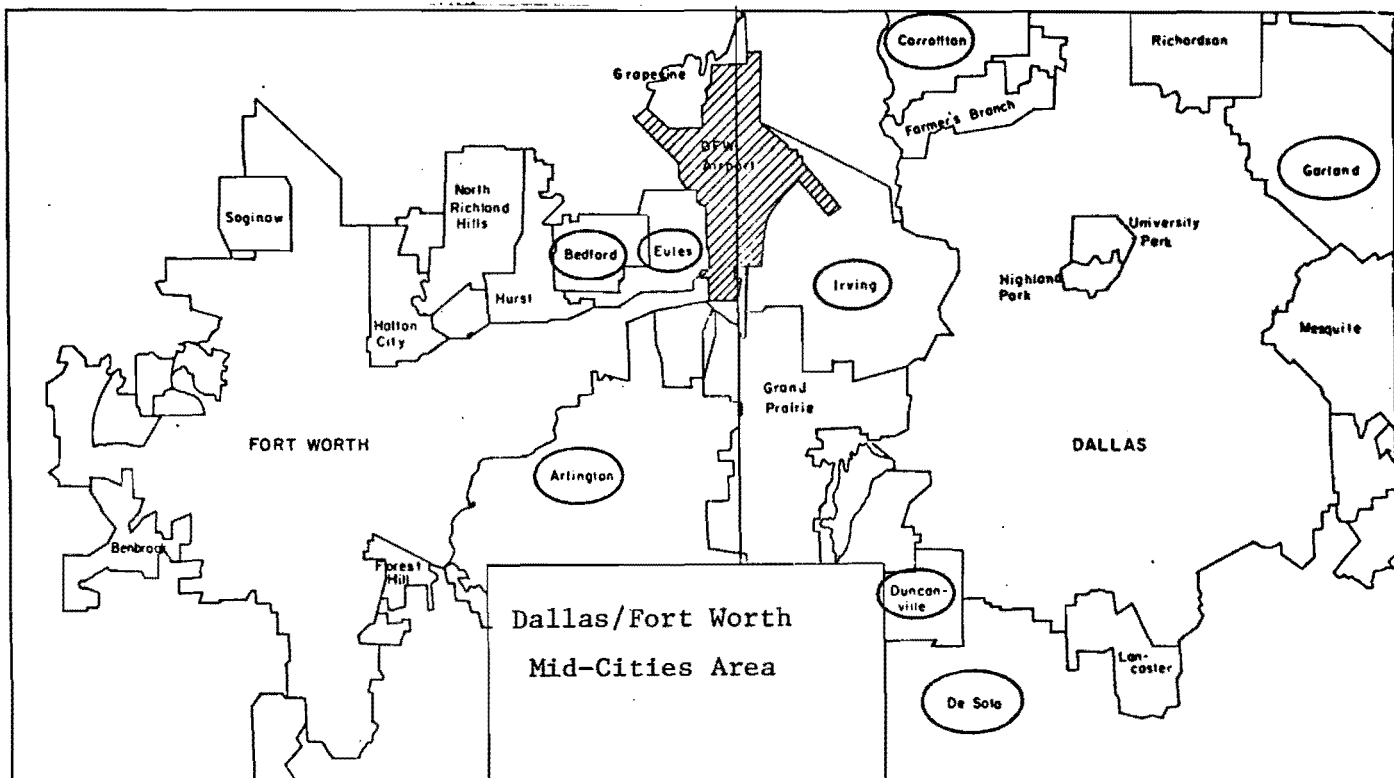 Carrollton
Richardson
Grapevine
Farmer's Branch
DFW
Airport
Garland
North
Richland
Hills
Saginaw
University
Park
Bedford
Eules
Highland
Park
Irving
Hurst
Halton
City
Mesquite
Grand
Prairie
FORT WORTH
DALLAS
Arlington
Benbrook
Forest
Hill
Duncan-
ville
Dallas/Fort Worth
Mid-Cities Area
Lan-
caster
De Soto